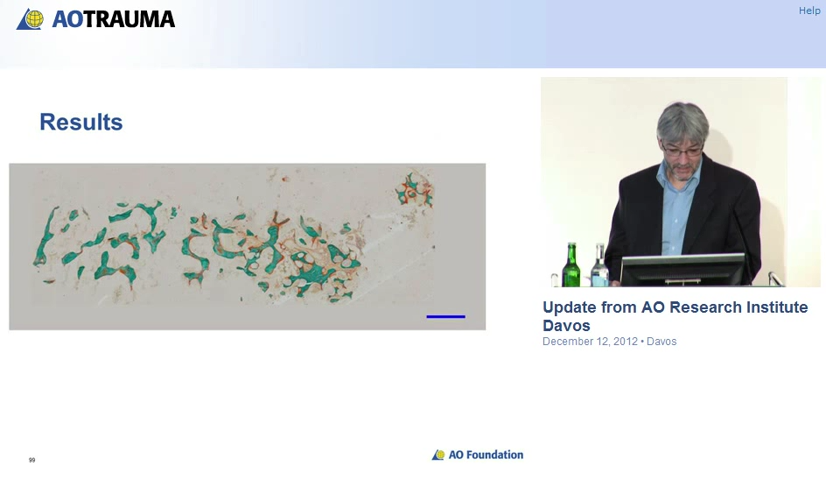 AOTRAUMA
Help
Results
Update from AO Research Institute
Davos
December 12, 2012 • Davos
99
AO Foundation